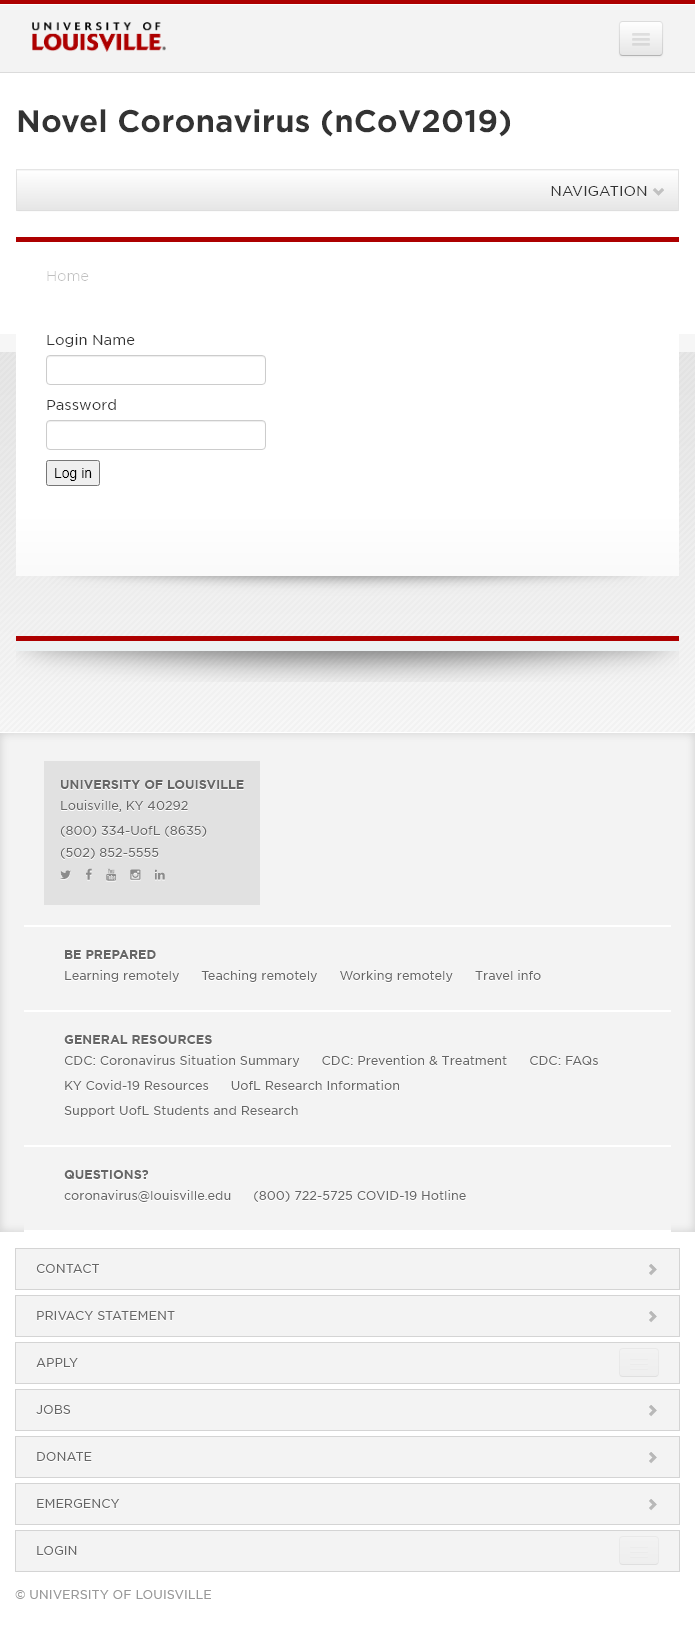 UNIVERSITY OF
LOUISVILLE.
Novel Coronavirus (nCoV2019)
NAVIGATION
Home
Login Name
Password
Log in
UNIVERSITY OF LOUISVILLE
Louisville, KY 40292
(800) 334-UofL (8635)
(502) 852-5555
BE PREPARED
Learning remotely Teaching remotely Working remotely Travel info
GENERAL RESOURCES
CDC: Coronavirus Situation Summary CDC: Prevention & Treatment CDC: FAQs
KY Covid-19 Resources UofL Research Information
Support UofL Students and Research
QUESTIONS?
coronavirus@louisville.edu (800) 722-5725 COVID-19 Hotline
CONTACT
PRIVACY STATEMENT
APPLY
JOBS
DONATE
EMERGENCY
LOGIN
© UNIVERSITY OF LOUISVILLE